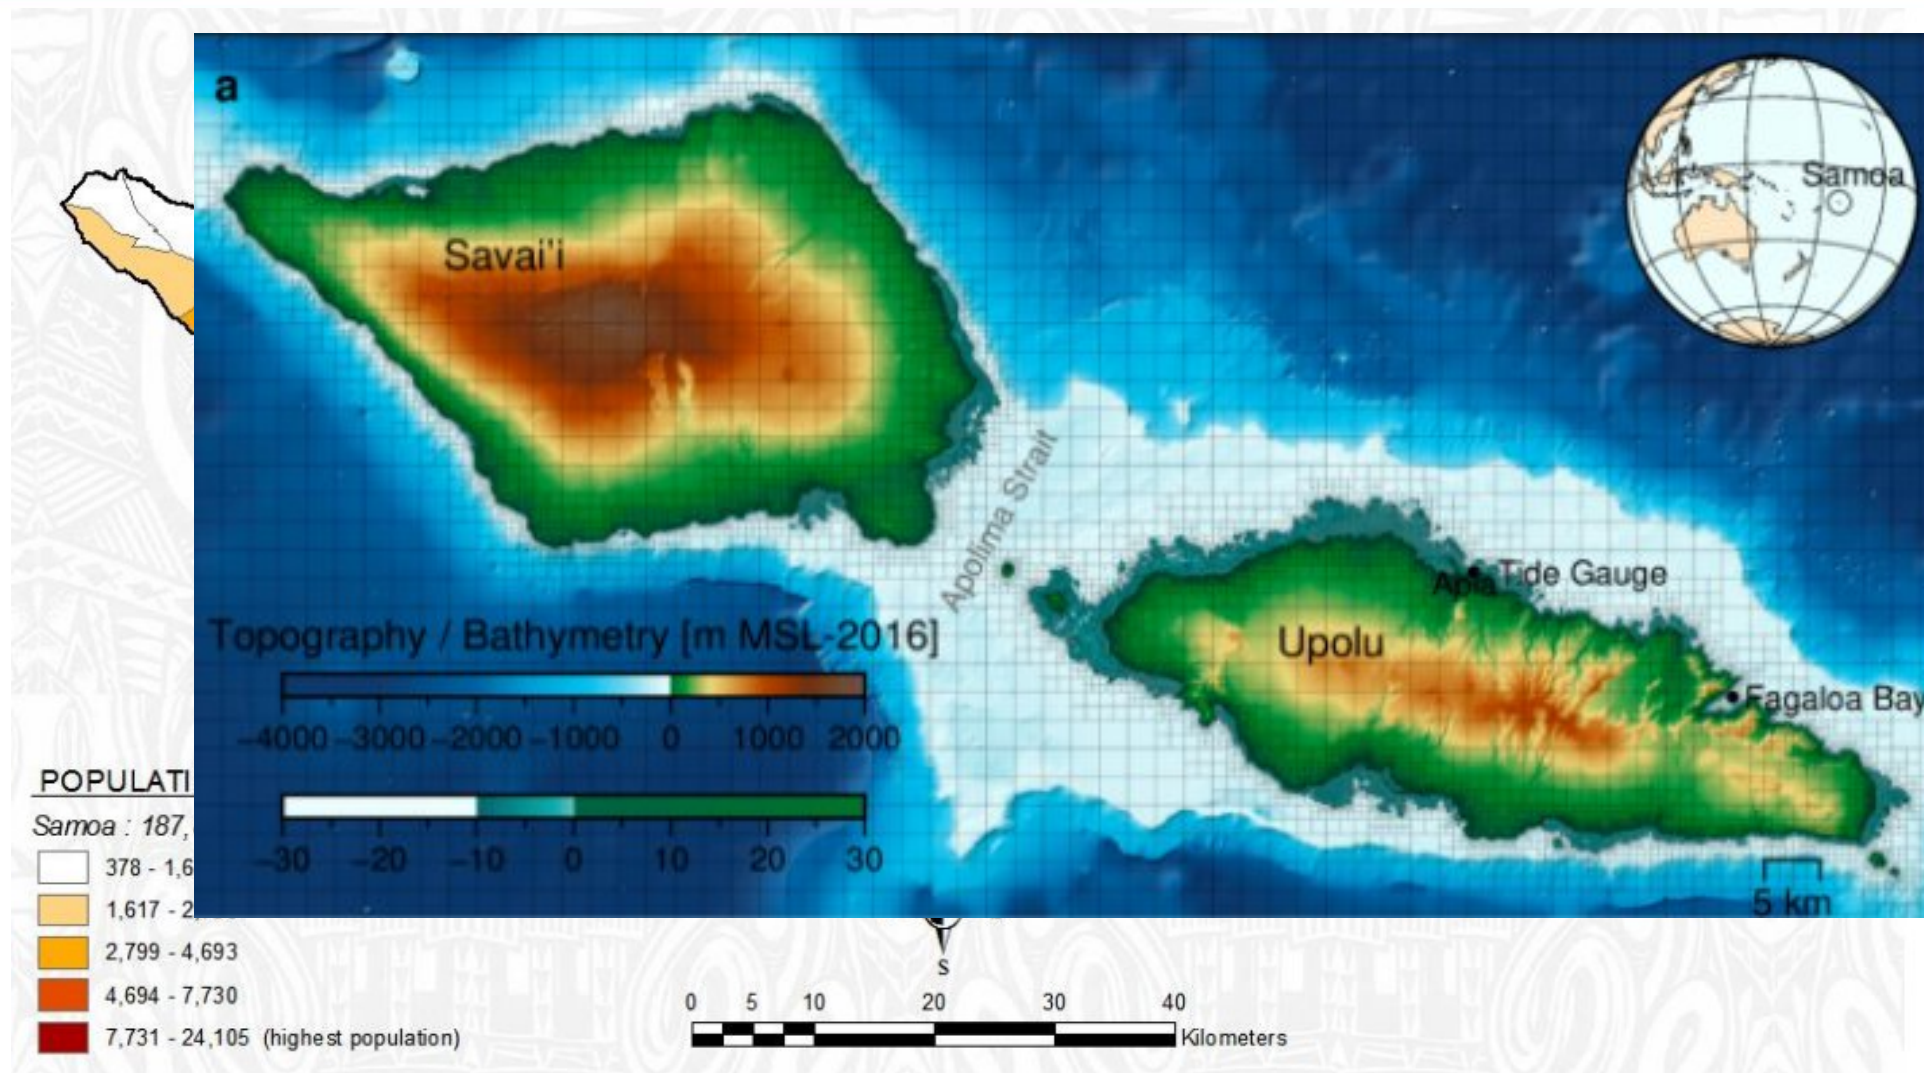 a
Samoa
Savai'i
Apolima Strait
Tide Gauge
Apia
Upolu
Topography / Bathymetry [m MSL-2016]
Fagaloa Bay
−4000 −3000 −2000 −1000 0 1000 2000
−30 −20 −10 0 10 20 30
5 km
POPULATI
Samoa : 187,
378 - 1,6
1,617 - 2,
2,799 - 4,693
4,694 - 7,730
7,731 - 24,105 (highest population)
S
0 5 10 20 30 40
Kilometers